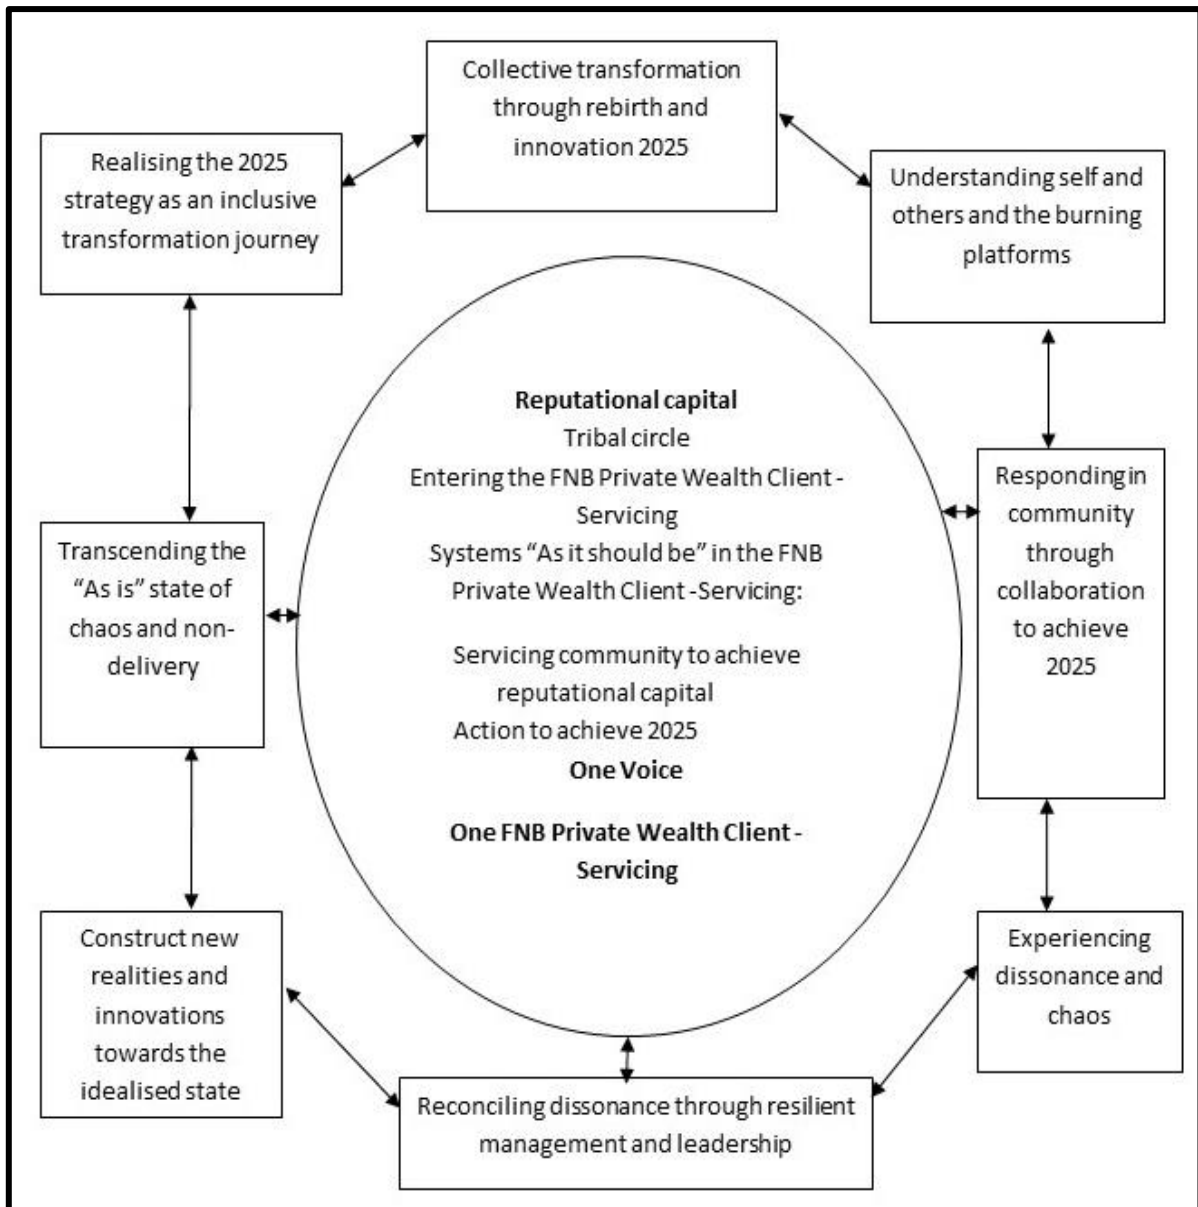 Collective transformation
through rebirth and
innovation 2025
Realising the 2025
strategy as an inclusive
transformation journey
Understanding self and
others and the burning
platforms
Reputational capital
Tribal circle
Entering the FNB Private Wealth Client -
Servicing
Systems “As it should be” in the FNB
Private Wealth Client -Servicing:
Servicing community to achieve
reputational capital
Action to achieve 2025
One Voice
One FNB Private Wealth Client -
Servicing
Responding in
community
through
collaboration
to achieve
2025
Transcending the
“As is” state of
chaos and non-
delivery
Construct new
realities and
innovations
towards the
idealised state
Experiencing
dissonance and
chaos
Reconciling dissonance through resilient
management and leadership